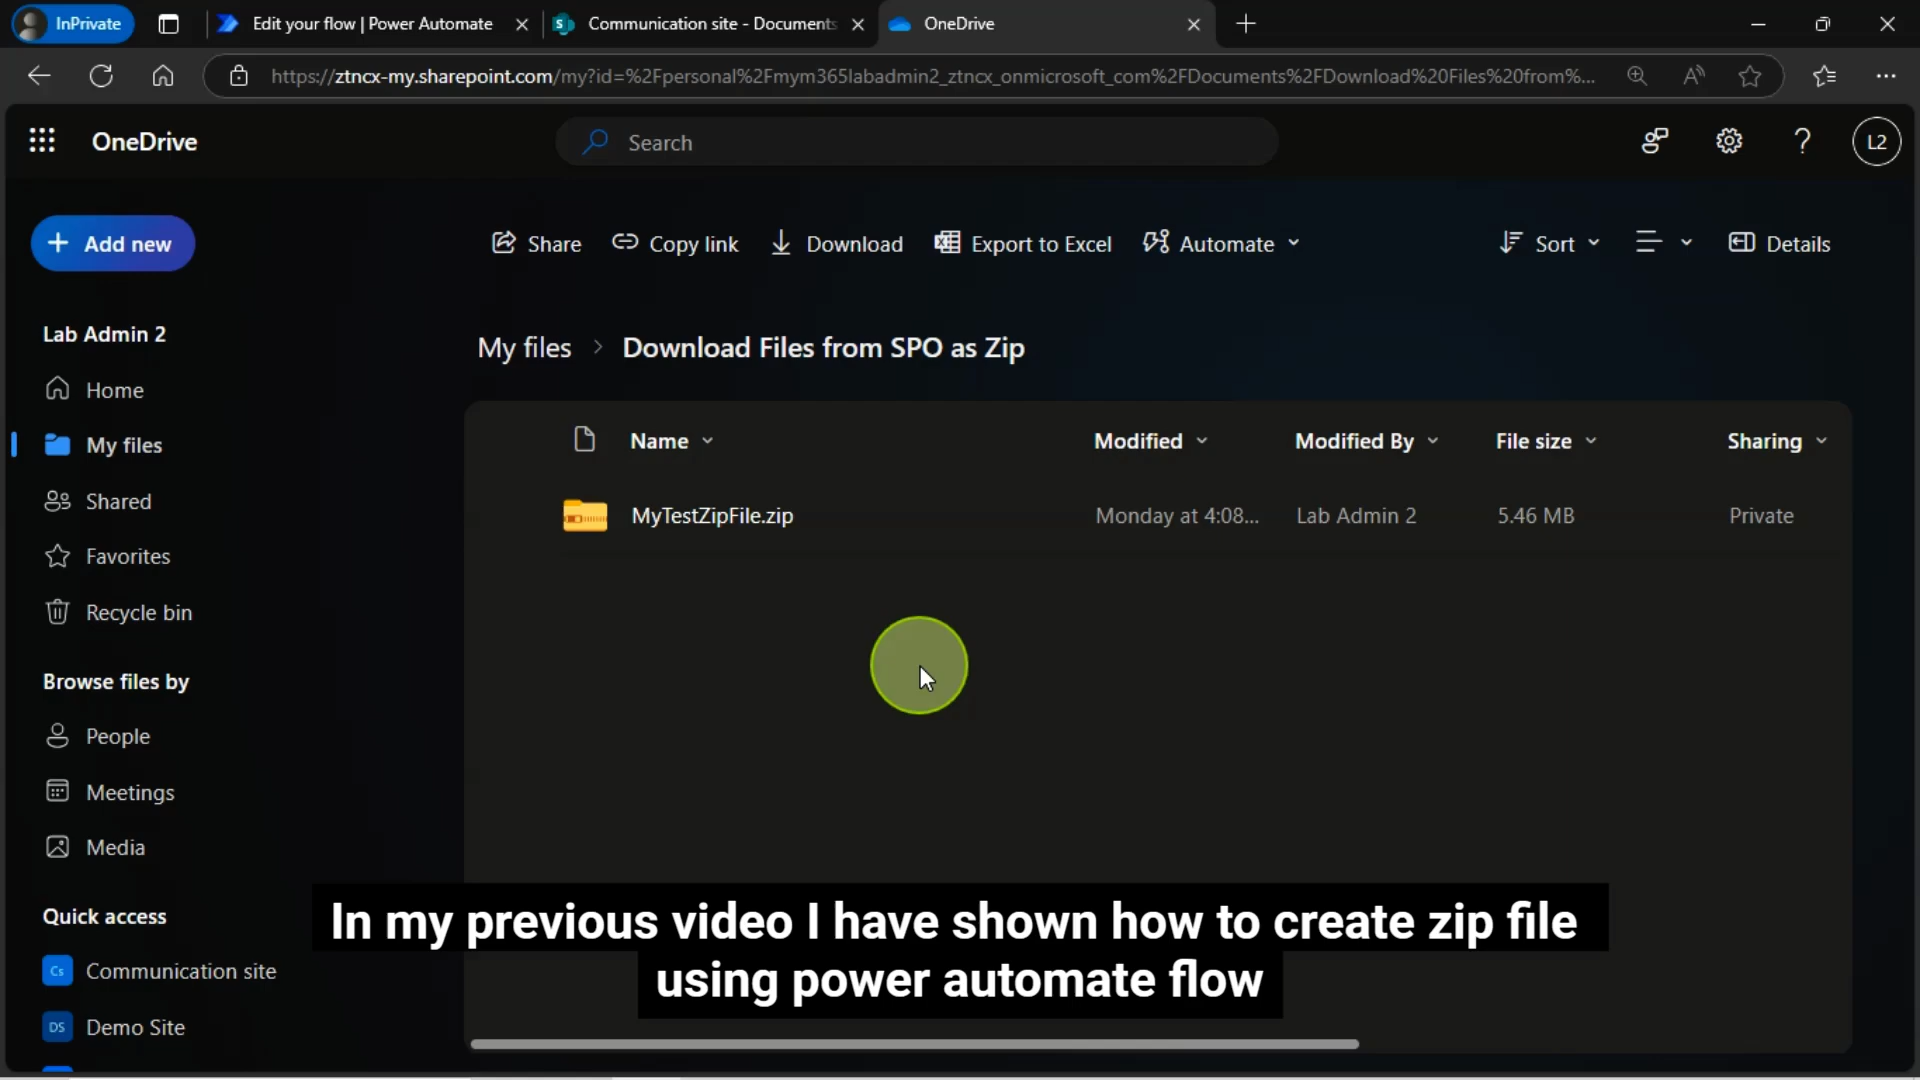 InPrivate
Edit your flow | Power Automate
Communication site - Documents
OneDrive
https://ztncx-my.sharepoint.com/my?id=%2Fpersonal%2Fmym365labadmin2_ztncx_onmicrosoft_com%2FDocuments%2FDownload%20Files%20from%...
OneDrive
Search
L2
Add new
Share
Copy link
Download
Export to Excel
Automate
Sort
Details
Lab Admin 2
Home
My files
Shared
Favorites
Recycle bin
Browse files by
People
Meetings
Media
Quick access
Cs Communication site
DS Demo Site
My files > Download Files from SPO as Zip
Name Modified Modified By File size Sharing
MyTestZipFile.zip Monday at 4:08... Lab Admin 2 5.46 MB Private
In my previous video I have shown how to create zip file
using power automate flow